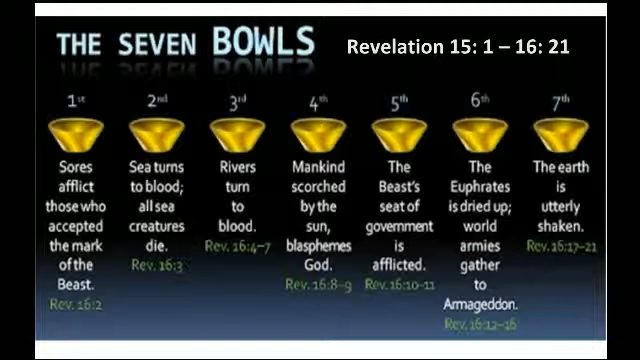 THE SEVEN BOWLS
Revelation 15: 1 – 16: 21
1st
Sores
afflict
those who
accepted
the mark
of the
Beast.
Rev. 16:2
2nd
Sea turns
to blood;
all sea
creatures
die.
Rev. 16:3
3rd
Rivers
turn
to
blood.
Rev. 16:4–7
4th
Mankind
scorched
by the
sun,
blasphemes
God.
Rev. 16:8–9
5th
The
Beast's
seat of
government
is
afflicted.
Rev. 16:10–11
6th
The
Euphrates
is dried up;
world
armies
gather
to
Armageddon.
Rev. 16:12–16
7th
The earth
is
utterly
shaken.
Rev. 16:17–21